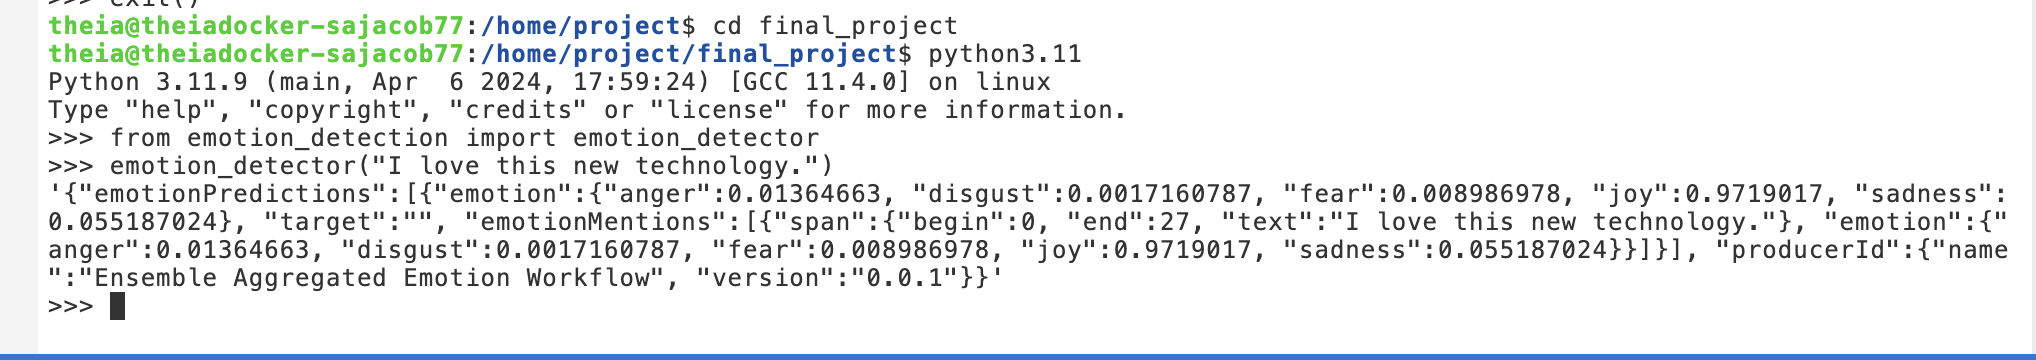 >>> exit()
theia@theiadocker-sajacob77:/home/project$ cd final_project
theia@theiadocker-sajacob77:/home/project/final_project$ python3.11
Python 3.11.9 (main, Apr  6 2024, 17:59:24) [GCC 11.4.0] on linux
Type "help", "copyright", "credits" or "license" for more information.
>>> from emotion_detection import emotion_detector
>>> emotion_detector("I love this new technology.")
'{"emotionPredictions":[{"emotion":{"anger":0.01364663, "disgust":0.0017160787, "fear":0.008986978, "joy":0.9719017, "sadness":
0.055187024}, "target":"", "emotionMentions":[{"span":{"begin":0, "end":27, "text":"I love this new technology."}, "emotion":{"
anger":0.01364663, "disgust":0.0017160787, "fear":0.008986978, "joy":0.9719017, "sadness":0.055187024}}]}], "producerId":{"name
":"Ensemble Aggregated Emotion Workflow", "version":"0.0.1"}}'
>>>